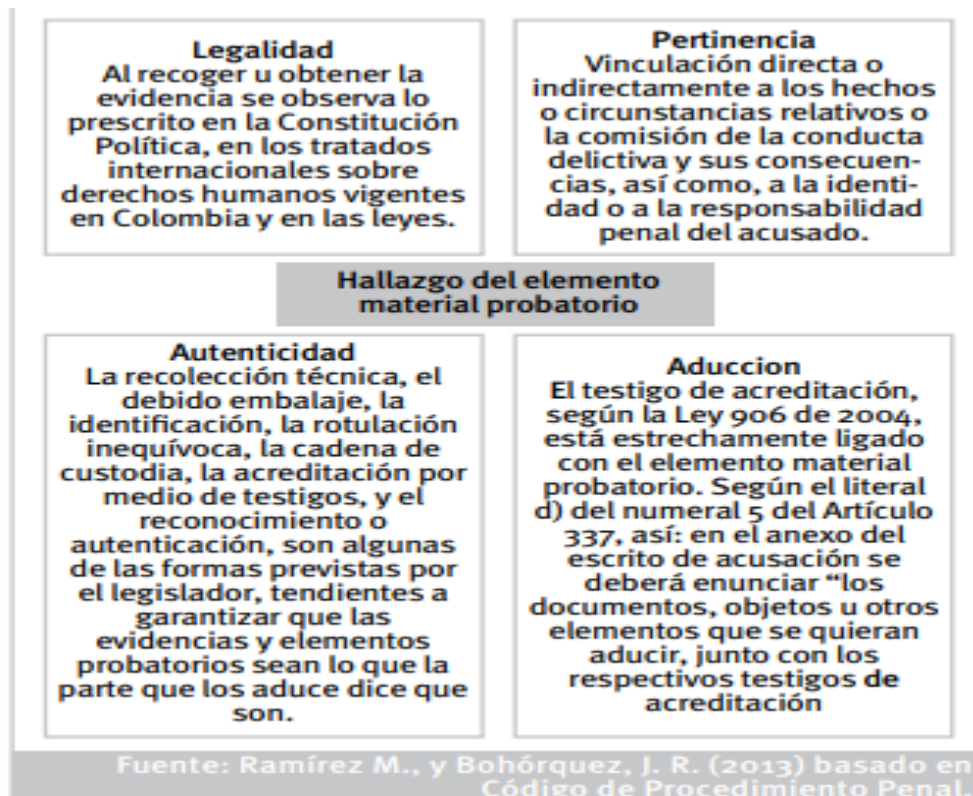 Legalidad
Al recoger u obtener la
evidencia se observa lo
prescrito en la Constitución
Política, en los tratados
internacionales sobre
derechos humanos vigentes
en Colombia y en las leyes.
Pertinencia
Vinculación directa o
indirectamente a los hechos
o circunstancias relativos o
la comisión de la conducta
delictiva y sus consecuen-
cias, así como, a la identi-
dad o a la responsabilidad
penal del acusado.
Hallazgo del elemento
material probatorio
Autenticidad
La recolección técnica, el
debido embalaje, la
identificación, la rotulación
inequívoca, la cadena de
custodia, la acreditación por
medio de testigos, y el
reconocimiento o
autenticación, son algunas
de las formas previstas por
el legislador, tendientes a
garantizar que las
evidencias y elementos
probatorios sean lo que la
parte que los aduce dice que
son.
Aduccion
El testigo de acreditación,
según la Ley 906 de 2004,
está estrechamente ligado
con el elemento material
probatorio. Según el literal
d) del numeral 5 del Artículo
337, así: en el anexo del
escrito de acusación se
deberá enunciar “los
documentos, objetos u otros
elementos que se quieran
aducir, junto con los
respectivos testigos de
acreditación
Fuente: Ramírez M., y Bohórquez, J. R. (2013) basado en
Código de Procedimiento Penal.